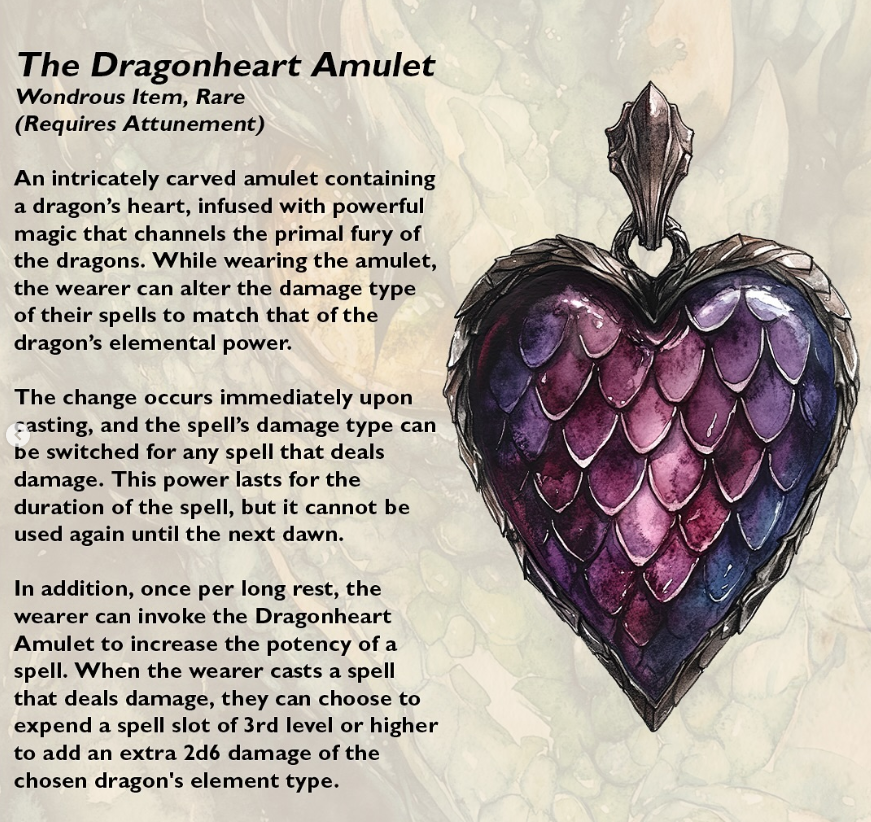 The Dragonheart Amulet
Wondrous Item, Rare
(Requires Attunement)
An intricately carved amulet containing
a dragon’s heart, infused with powerful
magic that channels the primal fury of
the dragons. While wearing the amulet,
the wearer can alter the damage type
of their spells to match that of the
dragon’s elemental power.
The change occurs immediately upon
casting, and the spell’s damage type can
be switched for any spell that deals
damage. This power lasts for the
duration of the spell, but it cannot be
used again until the next dawn.
In addition, once per long rest, the
wearer can invoke the Dragonheart
Amulet to increase the potency of a
spell. When the wearer casts a spell
that deals damage, they can choose to
expend a spell slot of 3rd level or higher
to add an extra 2d6 damage of the
chosen dragon's element type.